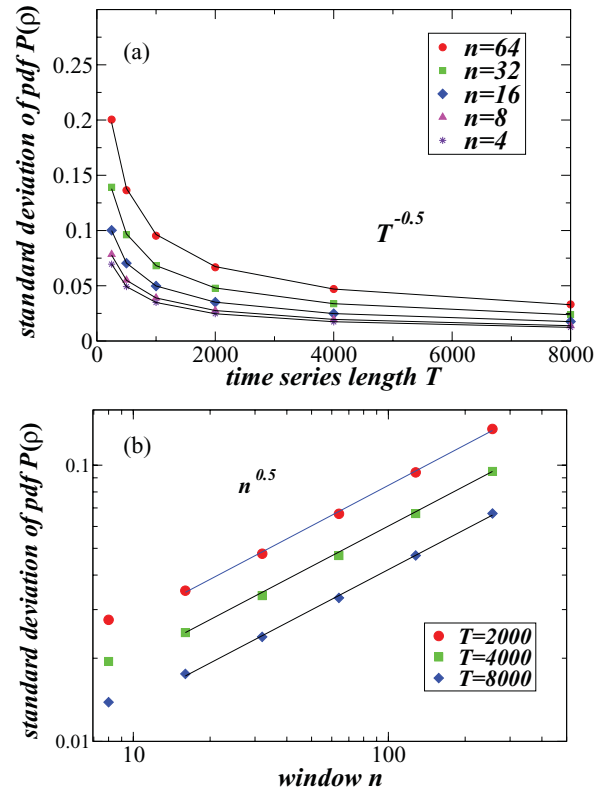 standard deviation of pdf P(ρ)
(a)
n=64
n=32
n=16
n=8
n=4
T^-0.5
0.25
0.2
0.15
0.1
0.05
0
0 2000 4000 6000 8000
time series length T
standard deviation of pdf P(ρ)
(b)
n^0.5
0.1
0.01
T=2000
T=4000
T=8000
10 100
window n